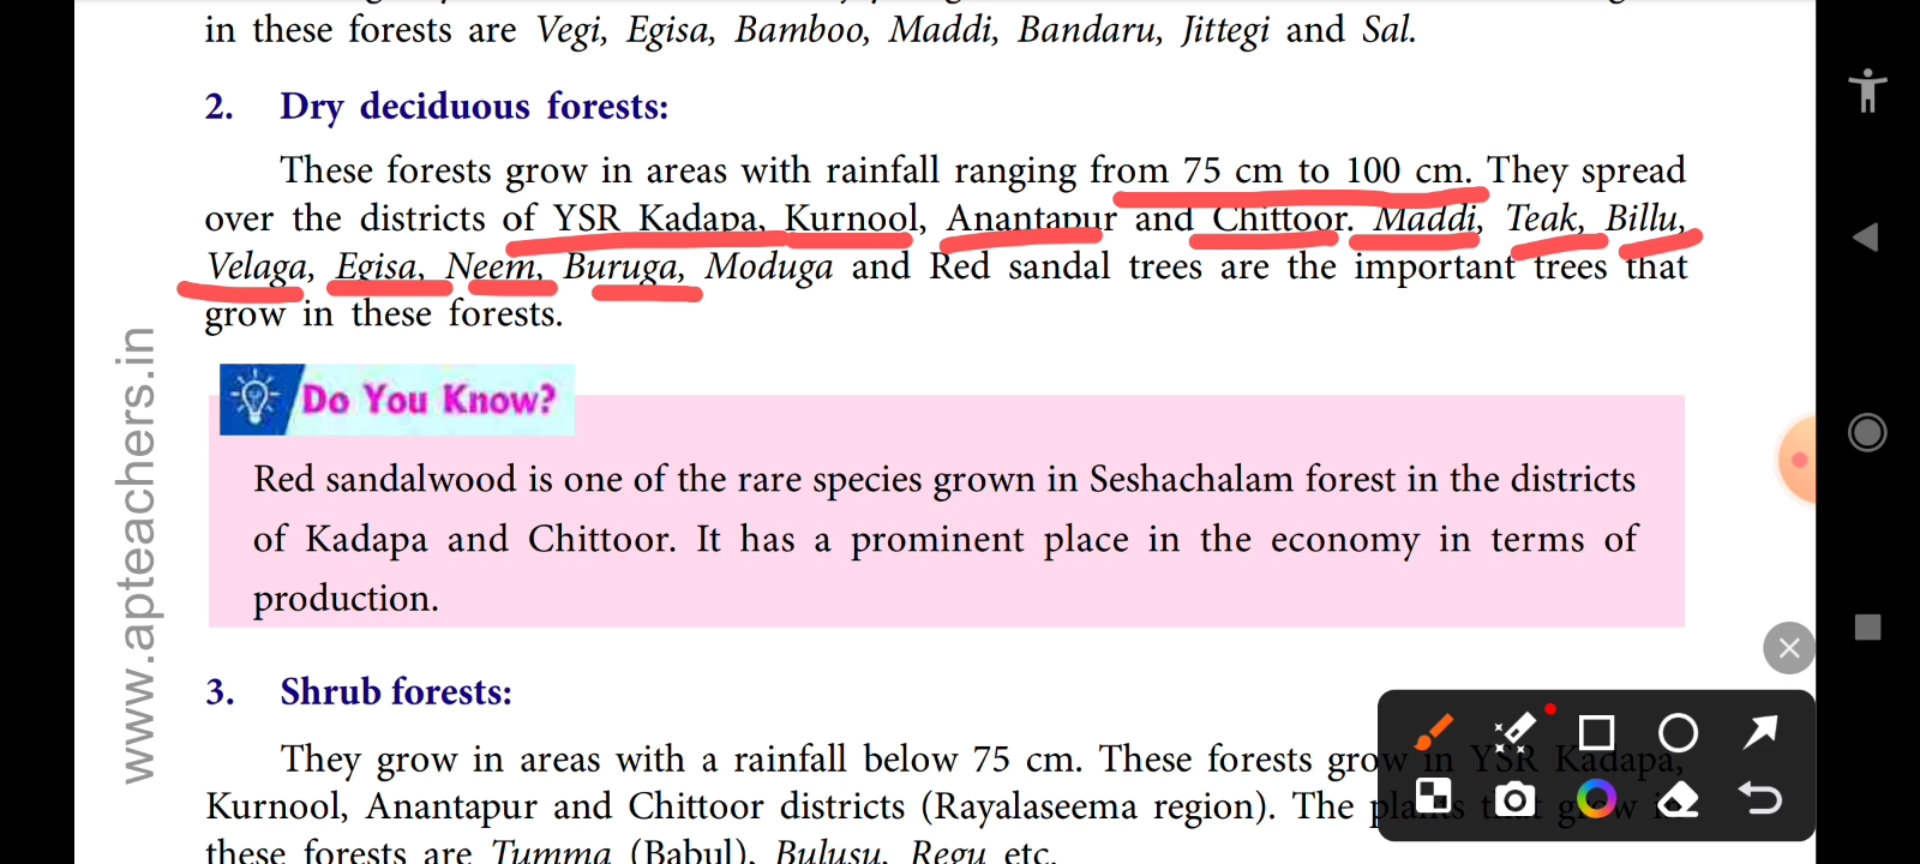 in these forests are Vegi, Egisa, Bamboo, Maddi, Bandaru, Jittegi and Sal.
2. Dry deciduous forests:
These forests grow in areas with rainfall ranging from 75 cm to 100 cm. They spread
over the districts of YSR Kadapa, Kurnool, Anantapur and Chittoor. Maddi, Teak, Billu,
Velaga, Egisa, Neem, Buruga, Moduga and Red sandal trees are the important trees that
grow in these forests.
Do You Know?
Red sandalwood is one of the rare species grown in Seshachalam forest in the districts
of Kadapa and Chittoor. It has a prominent place in the economy in terms of
production.
3. Shrub forests:
They grow in areas with a rainfall below 75 cm. These forests grow in YSR Kadapa,
Kurnool, Anantapur and Chittoor districts (Rayalaseema region). The plants
these forests are Tumma (Babul), Bulusu, Regu etc.
www.apteachers.in